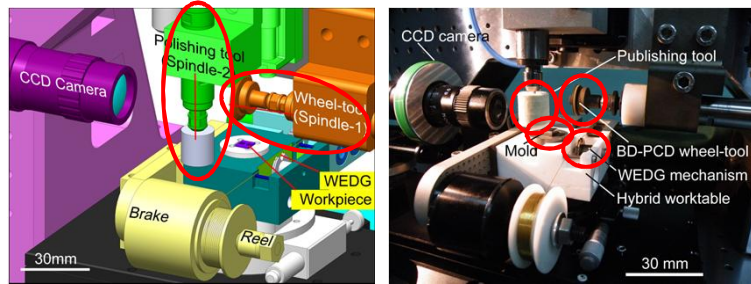 Polishing tool
(Spindle-2)
CCD Camera
Wheel-tool
(Spindle-1)
WEDG
Workpiece
Brake
Reel
30mm
CCD camera
Publishing tool
Mold
BD-PCD wheel-tool
WEDG mechanism
Hybrid worktable
30 mm